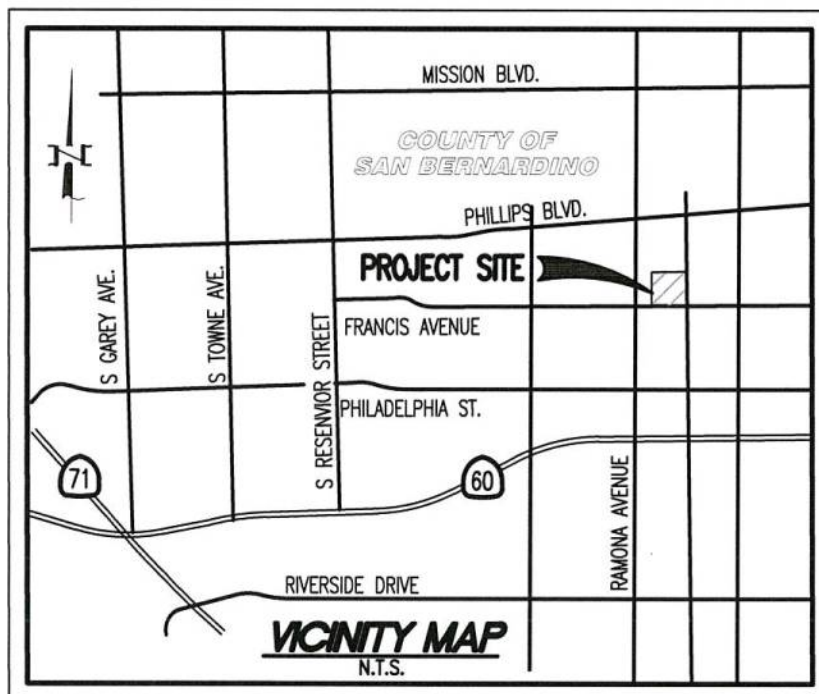 MISSION BLVD.
COUNTY OF
SAN BERNARDINO
N
PHILLIPS BLVD.
PROJECT SITE
S GAREY AVE.
S TOWNE AVE.
S RESENVIOR STREET
FRANCIS AVENUE
PHILADELPHIA ST.
71
60
RAMONA AVENUE
RIVERSIDE DRIVE
VICINITY MAP
N.T.S.